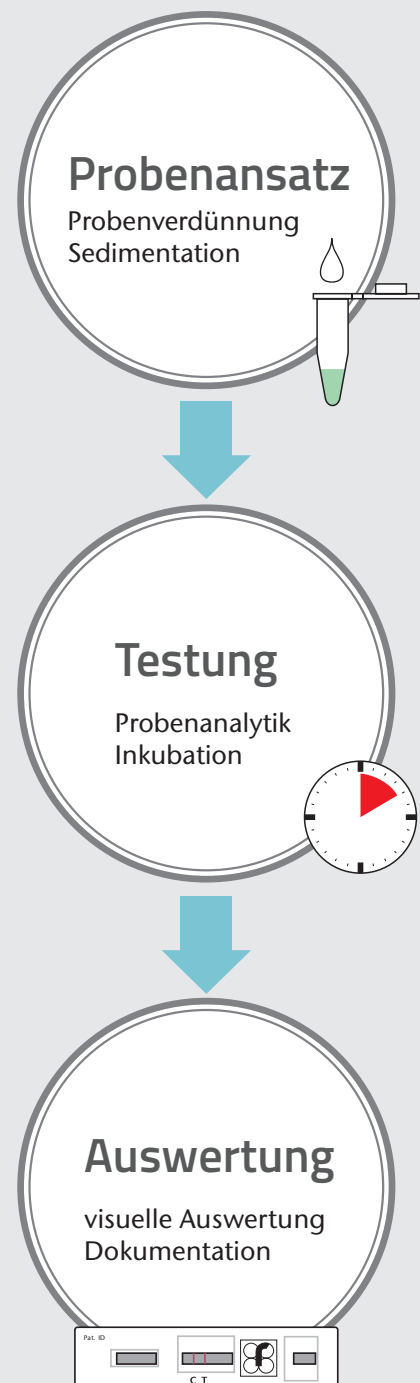 Probenansatz
Probenverdünnung
Sedimentation
Testung
Probenanalytik
Inkubation
Auswertung
visuelle Auswertung
Dokumentation
Pat. ID
f
C T